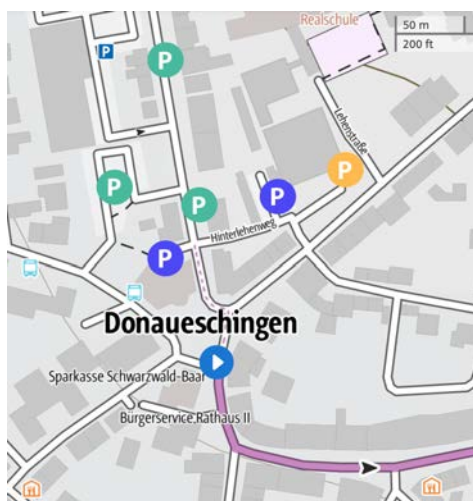 Realschule
50 m
200 ft
P
P
Lehenstraße
P
P
P
P
Hinterlehenweg
P
Donaueschingen
Sparkasse Schwarzwald-Baar
Bürgerservice Rathaus II